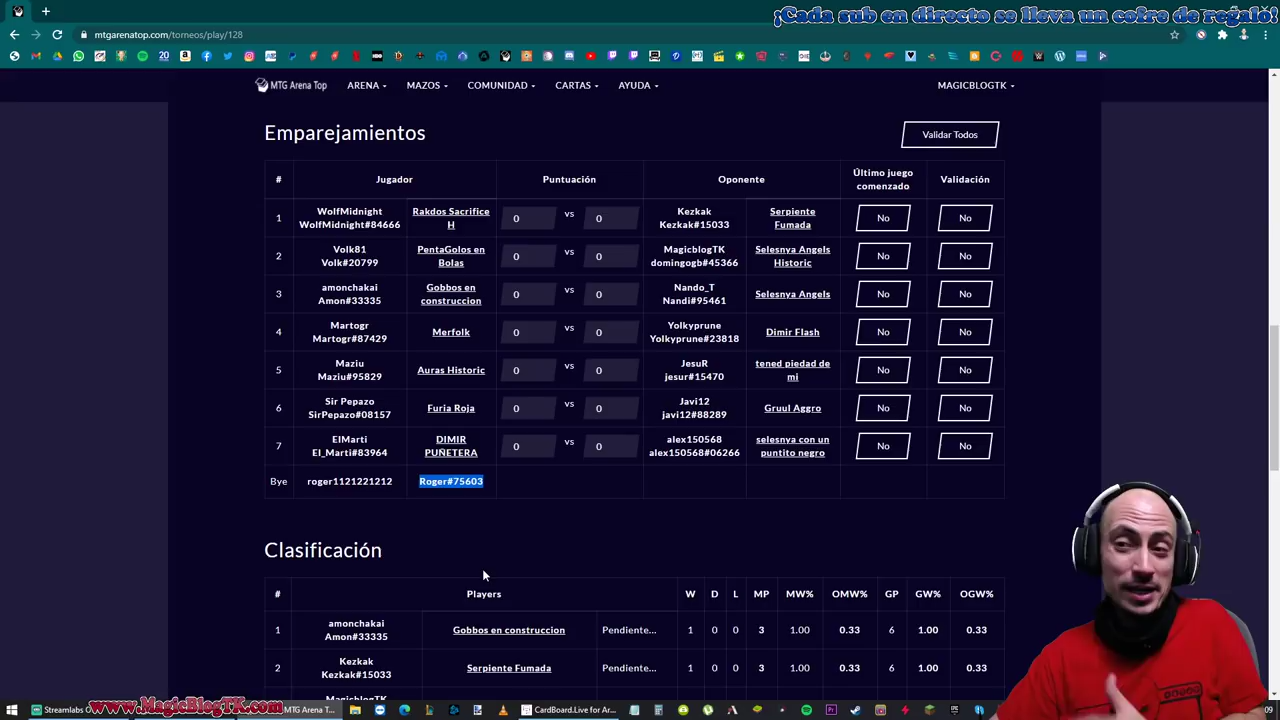 ¡Cada sub en directo se lleva un cofre de regalo!
mtgarenatop.com/torneos/play/128
MTG Arena Top ARENA MAZOS COMUNIDAD CARTAS AYUDA MAGICBLOGTK
Emparejamientos
Validar Todos
# Jugador Puntuación Oponente Último juego comenzado Validación
1 WolfMidnight Rakdos Sacrifice H 0 vs 0 Kezkak Serpiente Fumada No No
WolfMidnight#84666 Kezkak#15033
2 Volk81 PentaGolos en Bolas 0 vs 0 MagicblogTK Selesnya Angels Historic No No
Volk#20799 domingogb#45366
3 amonchakai Gobbos en construccion 0 vs 0 Nando_T Selesnya Angels No No
Amon#33335 Nandi#95461
4 Martogr Merfolk 0 vs 0 Yolkyprune Dimir Flash No No
Martogr#87429 Yolkyprune#23818
5 Maziu Auras Historic 0 vs 0 JesuR tened piedad de mi No No
Maziu#95829 jesur#15470
6 Sir Pepazo Furia Roja 0 vs 0 Javi12 Gruul Aggro No No
SirPepazo#08157 javi12#88289
7 ElMarti DIMIR PUÑETERA 0 vs 0 alex150568 selesnya con un puntito negro No No
El_Marti#83964 alex150568#06266
Bye roger1121221212 Roger#75603
Clasificación
# Players W D L MP MW% OMW% GP GW% OGW%
1 amonchakai Gobbos en construccion Pendiente... 1 0 0 3 1.00 0.33 6 1.00 0.33
Amon#33335
2 Kezkak Serpiente Fumada Pendiente... 1 0 0 3 1.00 0.33 6 1.00 0.33
Kezkak#15033
MagicblogTK
www.MagicBlogTK.com
Streamlabs O
MTG Arena T...
CardBoard.Live for Ar...